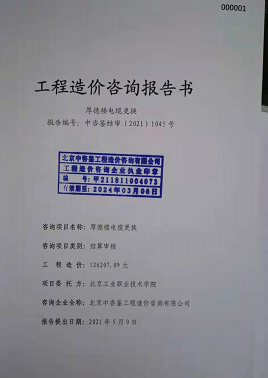 000001
工程造价咨询报告书
厚德楼电缆更换
报告编号：中咨鉴结审（2021）1045号
北京中咨鉴工程造价咨询有限公司
工程造价咨询企业执业印章
编 号：甲211811004073
有效期至：2024年03月06日
咨询项目名称：厚德楼电缆更换
咨询项目类别：结算审核
工 程 造 价：126207.09元
项目委托方：北京工业职业技术学院
咨询企业名称：北京中咨鉴工程造价咨询有限公司
报告提出日期：2021年5月9日